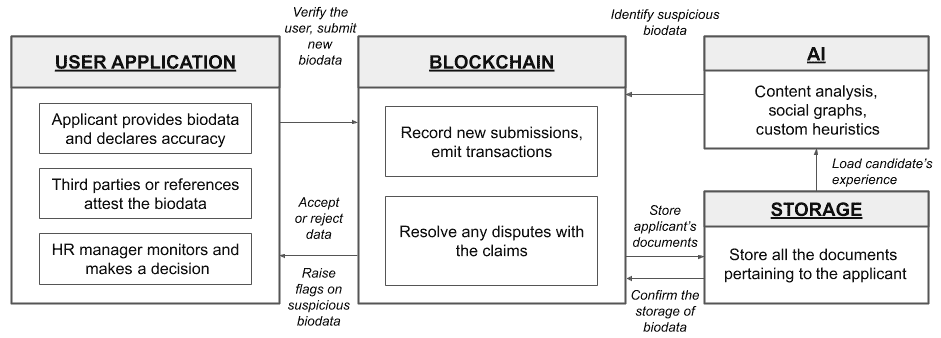 Verify the
user, submit
new
biodata
Identify suspicious
biodata
USER APPLICATION
Applicant provides biodata
and declares accuracy
Third parties or references
attest the biodata
HR manager monitors and
makes a decision
Accept
or reject
data
Raise
flags on
suspicious
biodata
BLOCKCHAIN
Record new submissions,
emit transactions
Resolve any disputes with
the claims
Store
applicant's
documents
Confirm the
storage of
biodata
AI
Content analysis,
social graphs,
custom heuristics
Load candidate's
experience
STORAGE
Store all the documents
pertaining to the applicant